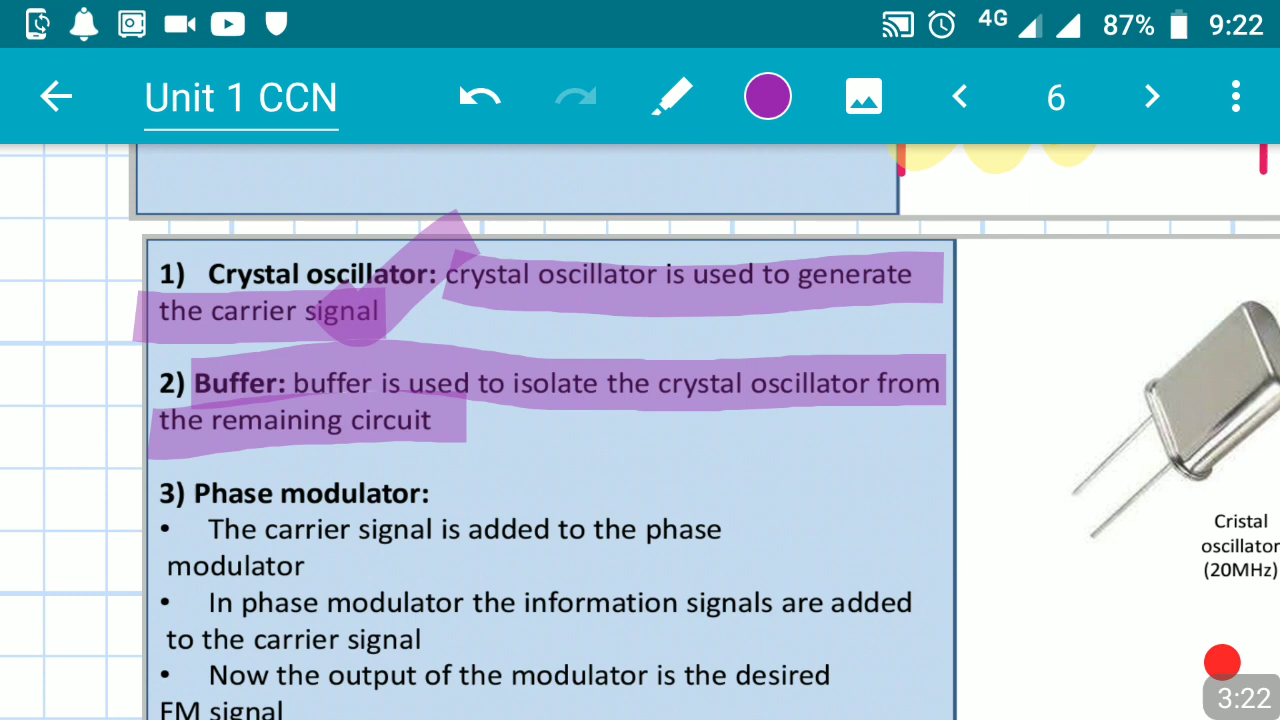 4G 87% 9:22
Unit 1 CCN 6
1) Crystal oscillator: crystal oscillator is used to generate
the carrier signal
2) Buffer: buffer is used to isolate the crystal oscillator from
the remaining circuit
3) Phase modulator:
• The carrier signal is added to the phase
modulator
• In phase modulator the information signals are added
to the carrier signal
• Now the output of the modulator is the desired
FM signal
Cristal
oscillator
(20MHz)
3:22